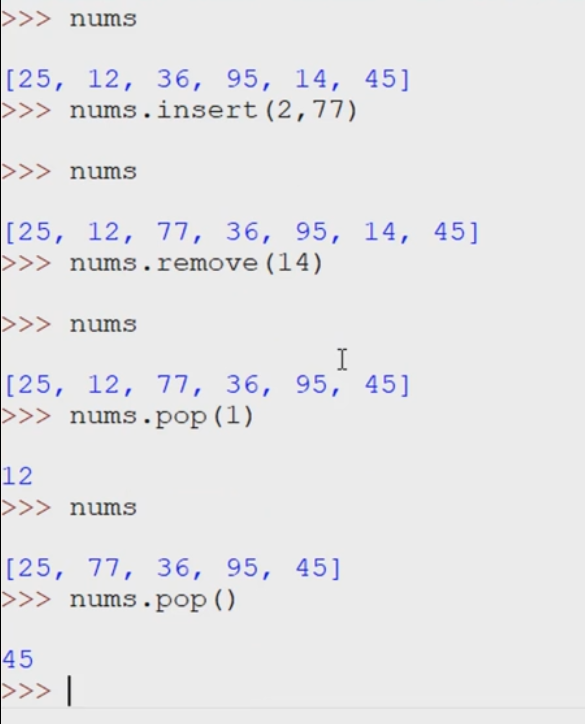 >>> nums
[25, 12, 36, 95, 14, 45]
>>> nums.insert(2,77)
>>> nums
[25, 12, 77, 36, 95, 14, 45]
>>> nums.remove(14)
>>> nums
[25, 12, 77, 36, 95, 45]
>>> nums.pop(1)
12
>>> nums
[25, 77, 36, 95, 45]
>>> nums.pop()
45
>>>